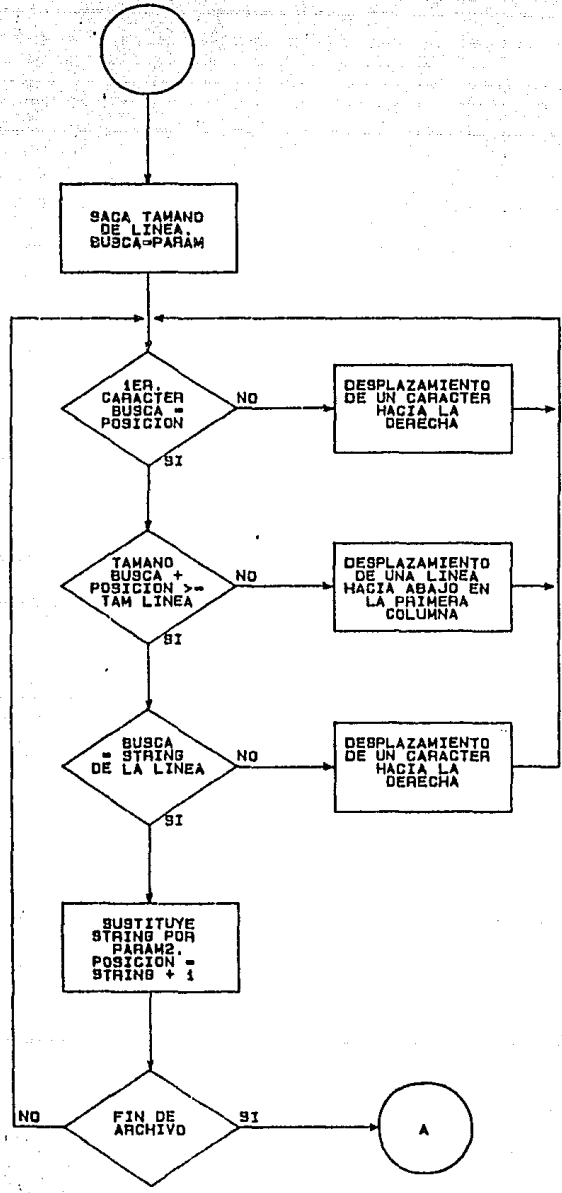 SACA TAMANO
DE LINEA.
BUSCA=PARAM
1ER.
CARACTER
BUSCA =
POSICION
NO
SI
DESPLAZAMIENTO
DE UN CARACTER
HACIA LA
DERECHA
TAMANO
BUSCA +
POSICION >=
TAM LINEA
NO
SI
DESPLAZAMIENTO
DE UNA LINEA
HACIA ABAJO EN
LA PRIMERA
COLUMNA
BUSCA
= STRING
DE LA LINEA
NO
SI
DESPLAZAMIENTO
DE UN CARACTER
HACIA LA
DERECHA
SUSTITUYE
STRING POR
PARAM2.
POSICION =
STRING + 1
FIN DE
ARCHIVO
NO
SI
A